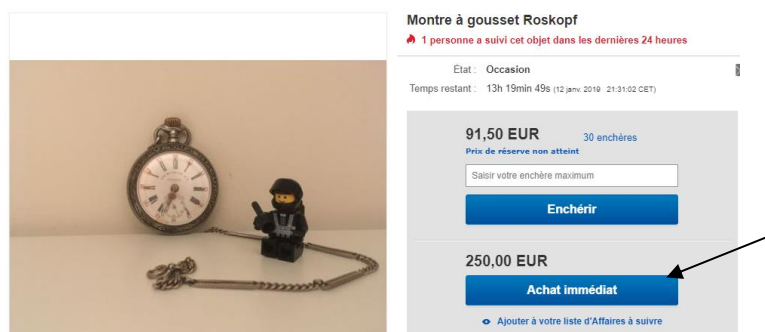 Montre à gousset Roskopf
1 personne a suivi cet objet dans les dernières 24 heures
État : Occasion
Temps restant : 13h 19min 49s (12 janv. 2019 21:31:02 CET)
91,50 EUR 30 enchères
Prix de réserve non atteint
Saisir votre enchère maximum
Enchérir
250,00 EUR
Achat immédiat
Ajouter à votre liste d'Affaires à suivre